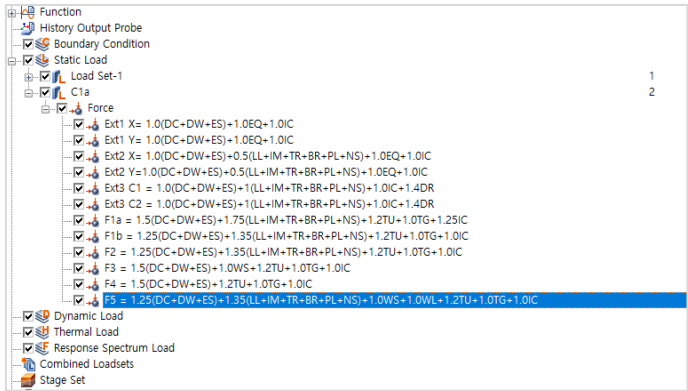 Function
History Output Probe
Boundary Condition
Static Load
Load Set-1 1
C1a 2
Force
Ext1 X= 1.0(DC+DW+ES)+1.0EQ+1.0IC
Ext1 Y= 1.0(DC+DW+ES)+1.0EQ+1.0IC
Ext2 X= 1.0(DC+DW+ES)+0.5(LL+IM+TR+BR+PL+NS)+1.0EQ+1.0IC
Ext2 Y=1.0(DC+DW+ES)+0.5(LL+IM+TR+BR+PL+NS)+1.0EQ+1.0IC
Ext3 C1 = 1.0(DC+DW+ES)+1(LL+IM+TR+BR+PL+NS)+1.0IC+1.4DR
Ext3 C2 = 1.0(DC+DW+ES)+1(LL+IM+TR+BR+PL+NS)+1.0IC+1.4DR
F1a = 1.5(DC+DW+ES)+1.75(LL+IM+TR+BR+PL+NS)+1.2TU+1.0TG+1.25IC
F1b = 1.25(DC+DW+ES)+1.35(LL+IM+TR+BR+PL+NS)+1.2TU+1.0TG+1.0IC
F2 = 1.25(DC+DW+ES)+1.35(LL+IM+TR+BR+PL+NS)+1.2TU+1.0TG+1.0IC
F3 = 1.5(DC+DW+ES)+1.0WS+1.2TU+1.0TG+1.0IC
F4 = 1.5(DC+DW+ES)+1.2TU+1.0TG+1.0IC
F5 = 1.25(DC+DW+ES)+1.35(LL+IM+TR+BR+PL+NS)+1.0WS+1.0WL+1.2TU+1.0TG+1.0IC
Dynamic Load
Thermal Load
Response Spectrum Load
Combined Loadsets
Stage Set